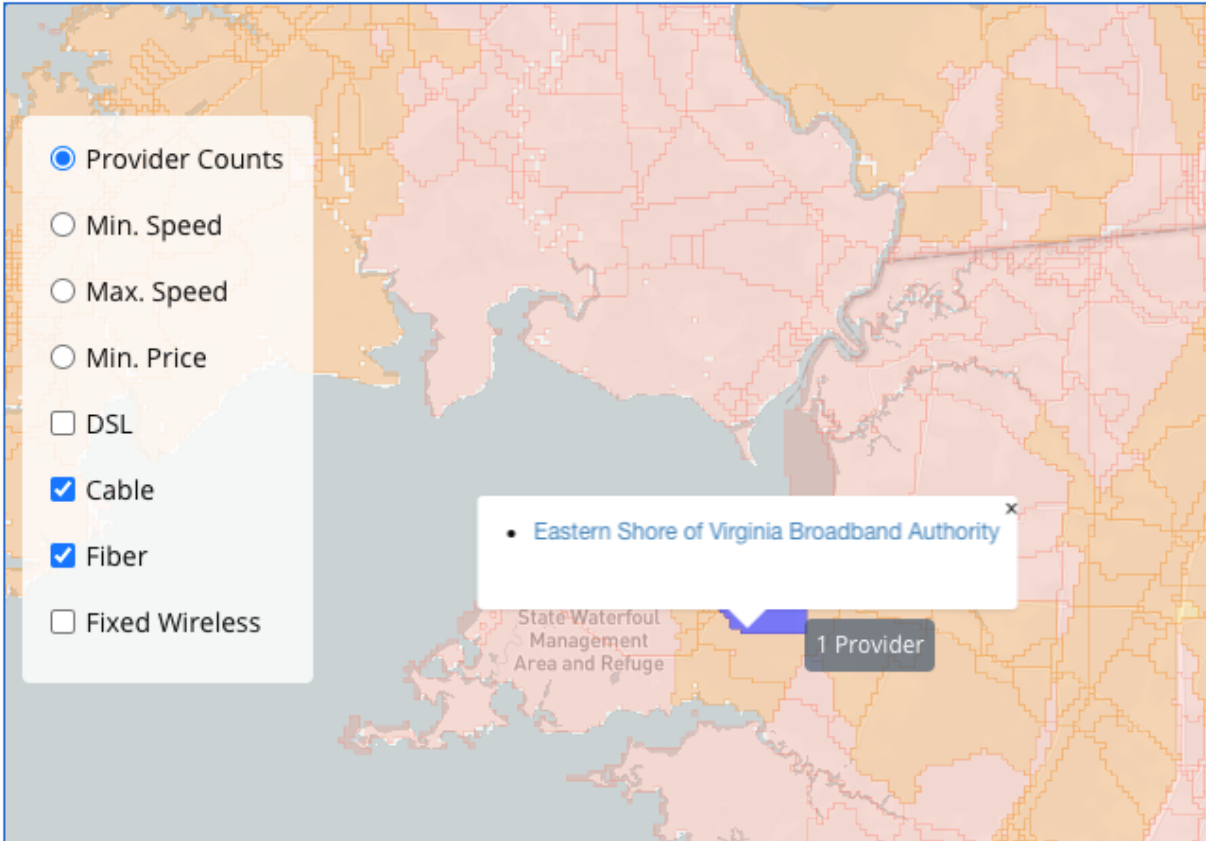 Provider Counts
Min. Speed
Max. Speed
Min. Price
DSL
Cable
Fiber
Fixed Wireless
×
• Eastern Shore of Virginia Broadband Authority
State Waterfoul
Management
Area and Refuge
1 Provider